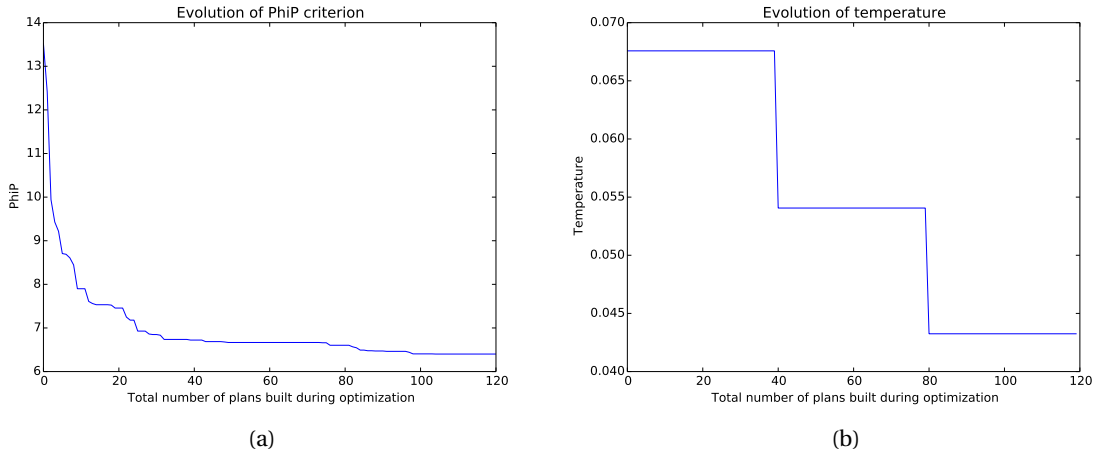 Evolution of PhiP criterion
14
13
12
11
10
9
8
7
6
PhiP
0 20 40 60 80 100 120
Total number of plans built during optimization
(a)
Evolution of temperature
0.070
0.065
0.060
0.055
0.050
0.045
0.040
Temperature
0 20 40 60 80 100 120
Total number of plans built during optimization
(b)